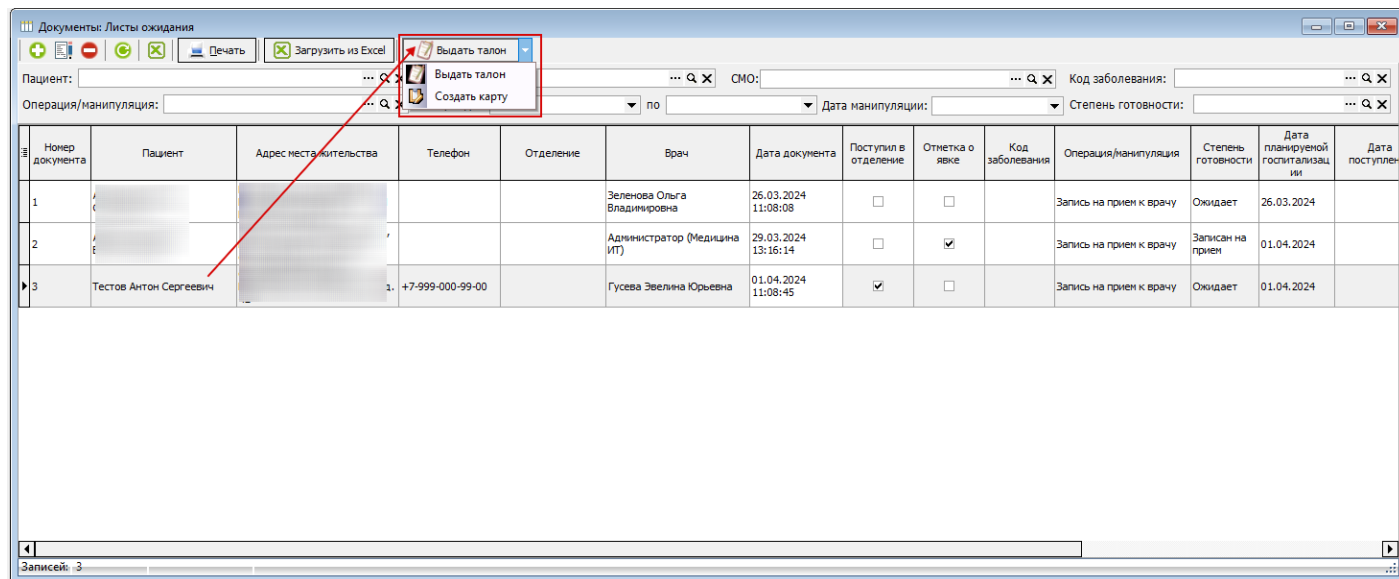 Документы: Листы ожидания
Печать Загрузить из Excel Выдать талон
Выдать талон
Создать карту
Пациент: СМО: Код заболевания:
Операция/манипуляция: по Дата манипуляции: Степень готовности:
Номер документа Пациент Адрес места жительства Телефон Отделение Врач Дата документа Поступил в отделение Отметка о явке Код заболевания Операция/манипуляция Степень готовности Дата планируемой госпитализац ии Дата поступлен
1 Зеленова Ольга Владимировна 26.03.2024 11:08:08 Запись на прием к врачу Ожидает 26.03.2024
2 Администратор (Медицина ИТ) 29.03.2024 13:16:14 Запись на прием к врачу Записан на прием 01.04.2024
3 Тестов Антон Сергеевич +7-999-000-99-00 Гусева Эвелина Юрьевна 01.04.2024 11:08:45 Запись на прием к врачу Ожидает 01.04.2024
Записей: 3